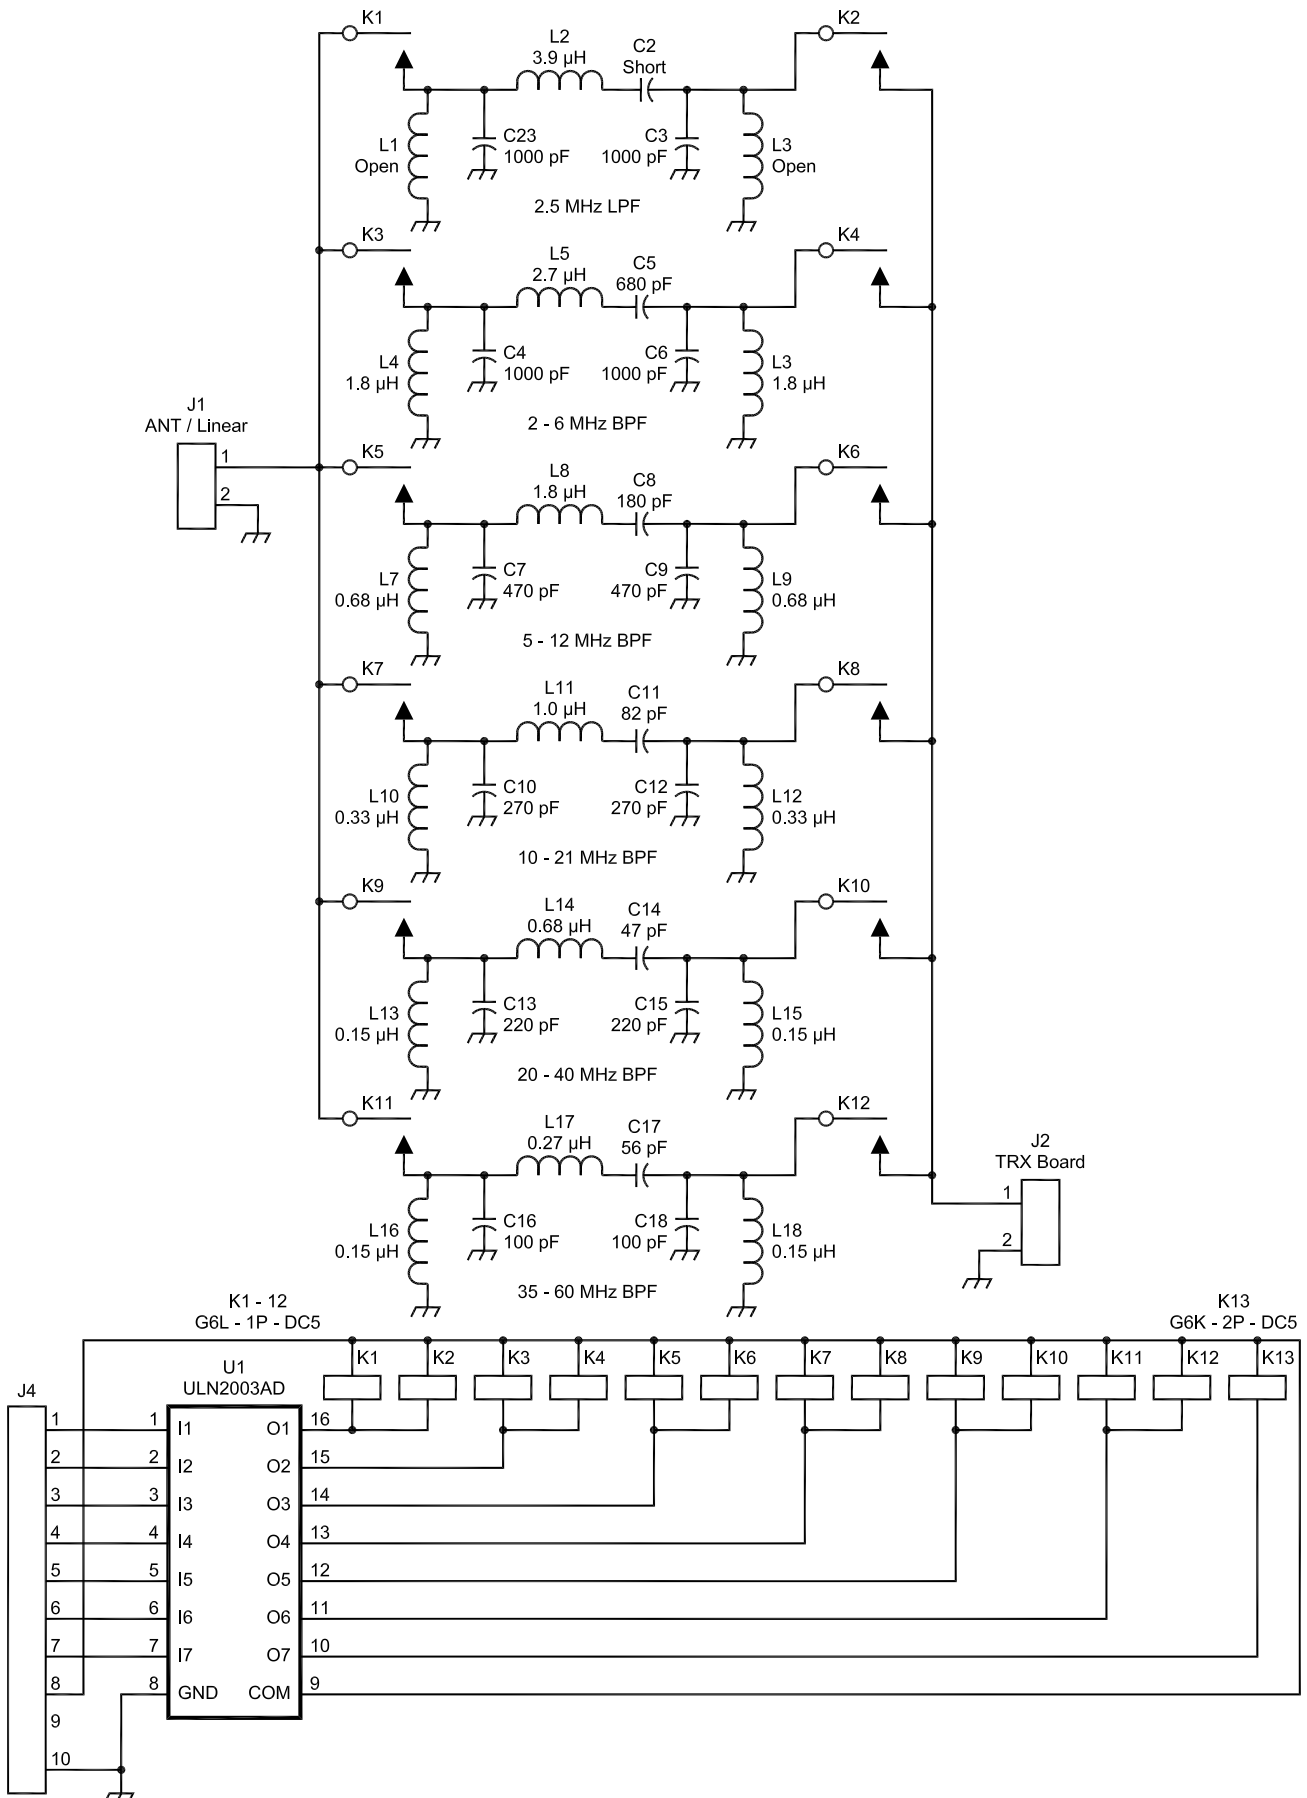 K1
K2
L2
3.9 µH
C2
Short
L1
Open
C23
1000 pF
C3
1000 pF
L3
Open
2.5 MHz LPF
K3
K4
L5
2.7 µH
C5
680 pF
L4
1.8 µH
C4
1000 pF
C6
1000 pF
L3
1.8 µH
2 - 6 MHz BPF
J1
ANT / Linear
1
2
K5
K6
L8
1.8 µH
C8
180 pF
L7
0.68 µH
C7
470 pF
C9
470 pF
L9
0.68 µH
5 - 12 MHz BPF
K7
K8
L11
1.0 µH
C11
82 pF
L10
0.33 µH
C10
270 pF
C12
270 pF
L12
0.33 µH
10 - 21 MHz BPF
K9
K10
L14
0.68 µH
C14
47 pF
L13
0.15 µH
C13
220 pF
C15
220 pF
L15
0.15 µH
20 - 40 MHz BPF
K11
K12
L17
0.27 µH
C17
56 pF
L16
0.15 µH
C16
100 pF
C18
100 pF
L18
0.15 µH
35 - 60 MHz BPF
J2
TRX Board
1
2
K1 - 12
G6L - 1P - DC5
K13
G6K - 2P - DC5
K1
K2
K3
K4
K5
K6
K7
K8
K9
K10
K11
K12
K13
U1
ULN2003AD
J4
1 1 I1 O1 16
2 2 I2 O2 15
3 3 I3 O3 14
4 4 I4 O4 13
5 5 I5 O5 12
6 6 I6 O6 11
7 7 I7 O7 10
8 8 GND COM 9
9
10